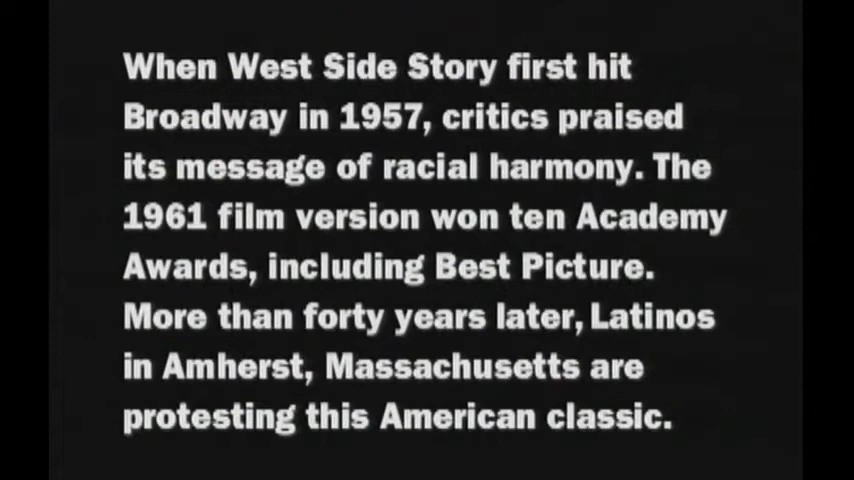 When West Side Story first hit
Broadway in 1957, critics praised
its message of racial harmony. The
1961 film version won ten Academy
Awards, including Best Picture.
More than forty years later, Latinos
in Amherst, Massachusetts are
protesting this American classic.